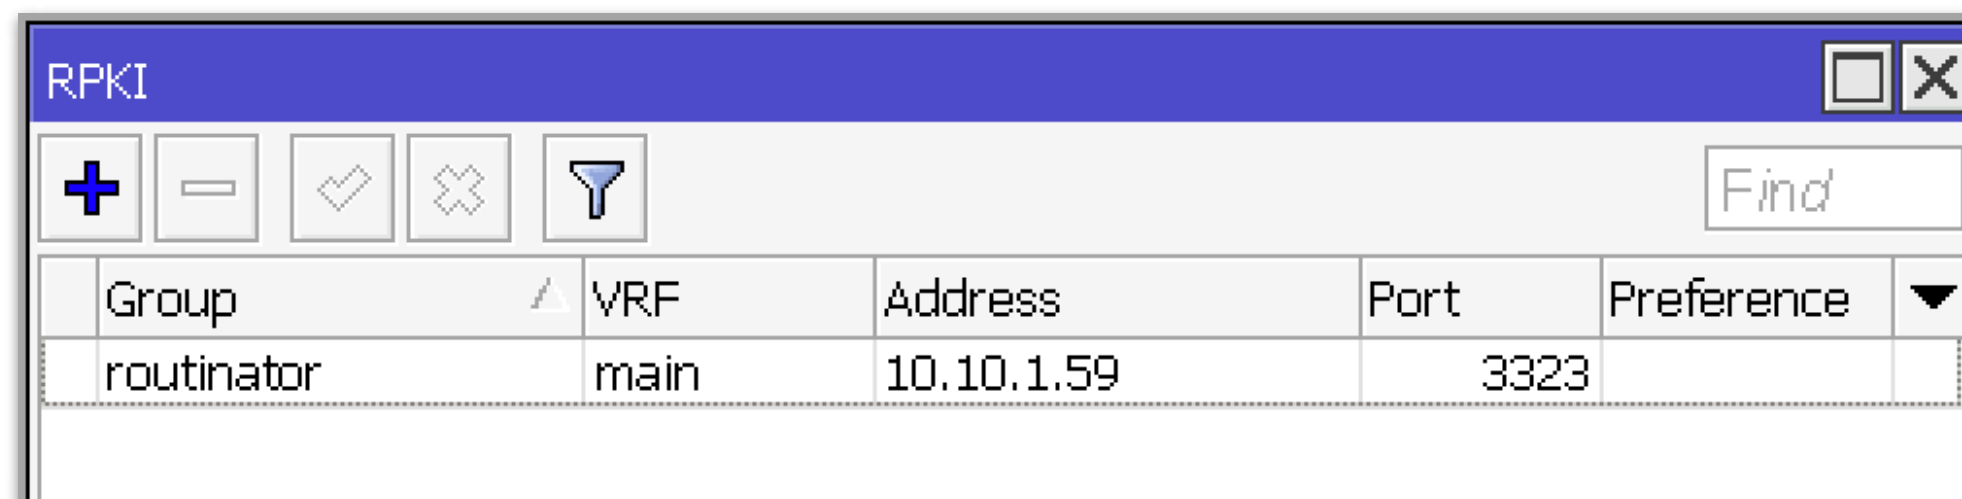 RPKI
Find
Group VRF Address Port Preference
routinator main 10.10.1.59 3323